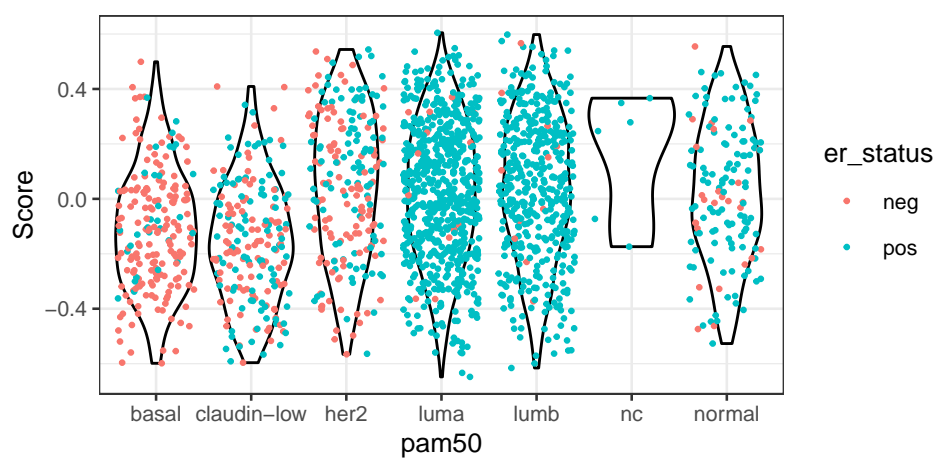 Score
0.4
0.0
−0.4
basal claudin−low her2 luma lumb nc normal
pam50
er_status
neg
pos